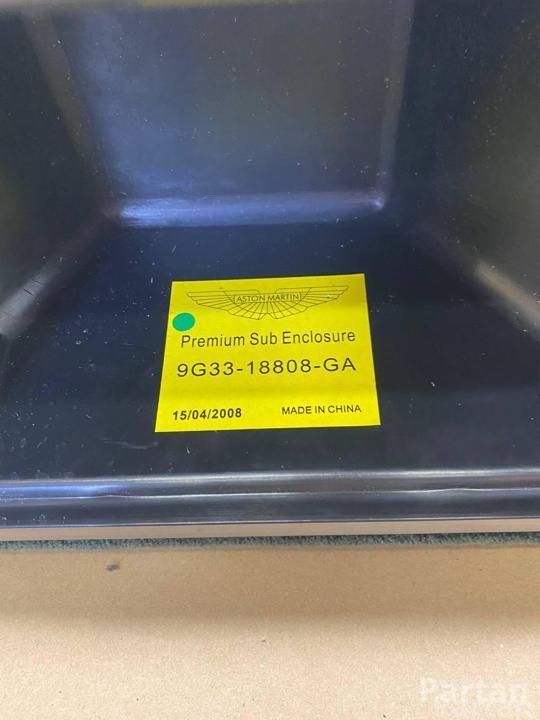 ASTON MARTIN
Premium Sub Enclosure
9G33-18808-GA
15/04/2008 MADE IN CHINA
Partan